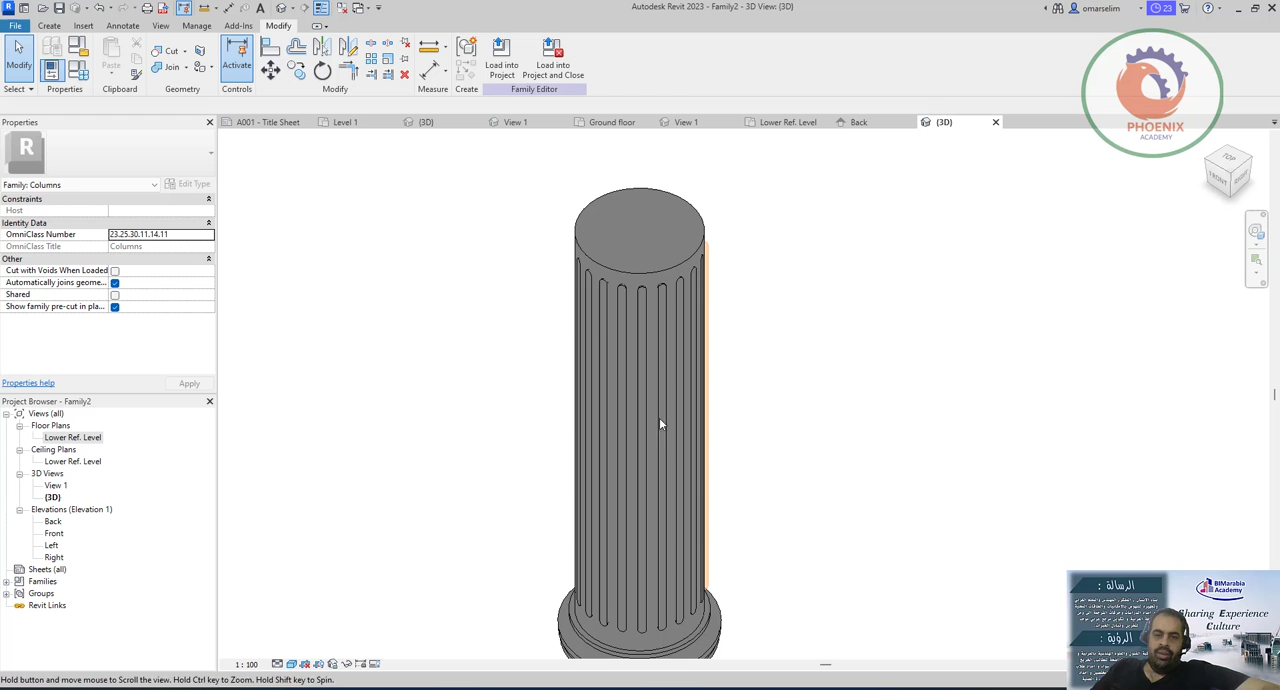 Autodesk Revit 2023 - Family2 - 3D View: {3D}
omarselim
23
File Create Insert Annotate View Manage Add-Ins Modify
Modify
Paste
Cut
Join
Activate
Load into Project
Load into Project and Close
Select Properties Clipboard Geometry Controls Modify Measure Create Family Editor
PHOENIX
ACADEMY
Properties
A001 - Title Sheet
Level 1
{3D}
View 1
Ground floor
View 1
Lower Ref. Level
Back
{3D}
TOP
FRONT
RIGHT
R
Family: Columns
Edit Type
Constraints
Host
Identity Data
OmniClass Number 23.25.30.11.14.11
OmniClass Title Columns
Other
Cut with Voids When Loaded
Automatically joins geome...
Shared
Show family pre-cut in pla...
Properties help
Apply
Project Browser - Family2
Views (all)
Floor Plans
Lower Ref. Level
Ceiling Plans
Lower Ref. Level
3D Views
View 1
{3D}
Elevations (Elevation 1)
Back
Front
Left
Right
Sheets (all)
Families
Groups
Revit Links
1 : 100
الرسالة :
BIMarabia
Academy
Sharing Experience
Culture
الرؤية :
Hold button and move mouse to Scroll the view. Hold Ctrl key to Zoom. Hold Shift key to Spin.